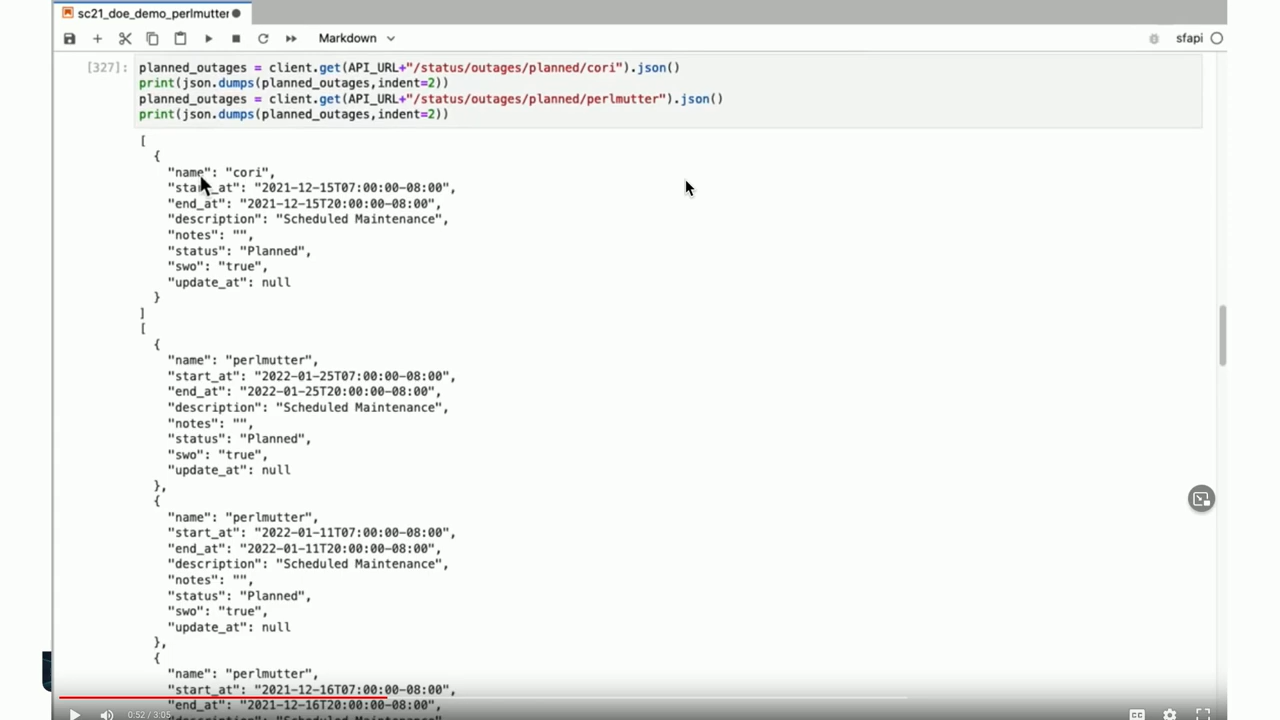 sc21_doe_demo_perlmutter
Markdown
sfapi
[327]:
planned_outages = client.get(API_URL+"/status/outages/planned/cori").json()
print(json.dumps(planned_outages,indent=2))
planned_outages = client.get(API_URL+"/status/outages/planned/perlmutter").json()
print(json.dumps(planned_outages,indent=2))
[
{
"name": "cori",
"start_at": "2021-12-15T07:00:00-08:00",
"end_at": "2021-12-15T20:00:00-08:00",
"description": "Scheduled Maintenance",
"notes": "",
"status": "Planned",
"swo": "true",
"update_at": null
}
]
[
{
"name": "perlmutter",
"start_at": "2022-01-25T07:00:00-08:00",
"end_at": "2022-01-25T20:00:00-08:00",
"description": "Scheduled Maintenance",
"notes": "",
"status": "Planned",
"swo": "true",
"update_at": null
},
{
"name": "perlmutter",
"start_at": "2022-01-11T07:00:00-08:00",
"end_at": "2022-01-11T20:00:00-08:00",
"description": "Scheduled Maintenance",
"notes": "",
"status": "Planned",
"swo": "true",
"update_at": null
},
{
"name": "perlmutter",
"start_at": "2021-12-16T07:00:00-08:00",
"end_at": "2021-12-16T20:00:00-08:00",
0:52 / 3:05
CC